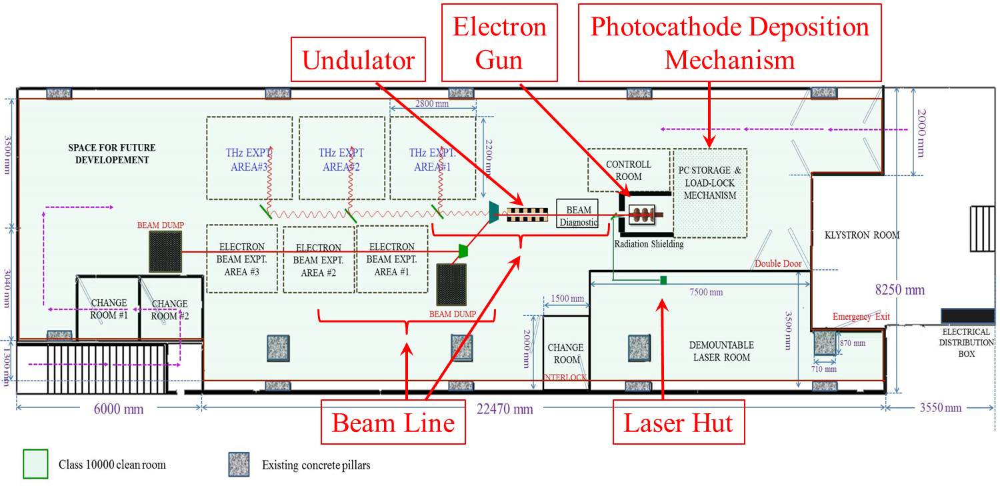 Electron
Gun
Photocathode Deposition
Mechanism
Undulator
2800 mm
2000 mm
3500 mm
SPACE FOR FUTURE
DEVELOPEMENT
THz EXPT.
AREA#3
THz EXPT.
AREA#2
THz EXPT.
AREA#1
2200 mm
CONTROLL
ROOM
PC STORAGE &
LOAD-LOCK
MECHANISM
BEAM
Diagnostic
BEAM DUMP
Radiation Shielding
KLYSTRON ROOM
ELECTRON
BEAM EXPT.
AREA #3
ELECTRON
BEAM EXPT.
AREA #2
ELECTRON
BEAM EXPT.
AREA #1
Double Door
3040 mm
CHANGE
ROOM #1
CHANGE
ROOM #2
BEAM DUMP
1500 mm
7500 mm
8250 mm
Emergency Exit
3500 mm
2000 mm
ELECTRICAL
DISTRIBUTION
BOX
870 mm
710 mm
CHANGE
ROOM
INTERLOCK
DEMOUNTABLE
LASER ROOM
1300 mm
6000 mm
22470 mm
3550 mm
Beam Line
Laser Hut
Class 10000 clean room
Existing concrete pillars